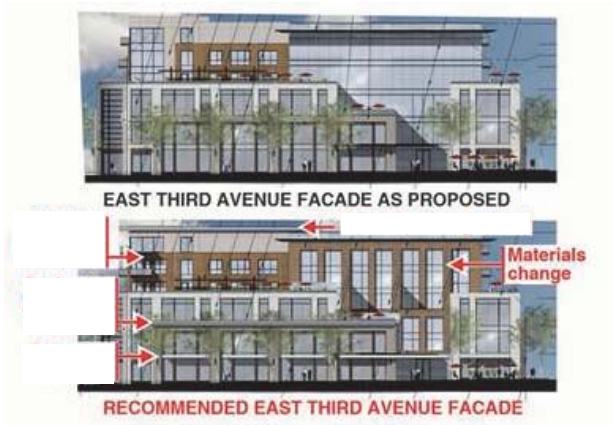 EAST THIRD AVENUE FACADE AS PROPOSED
Materials
change
RECOMMENDED EAST THIRD AVENUE FACADE